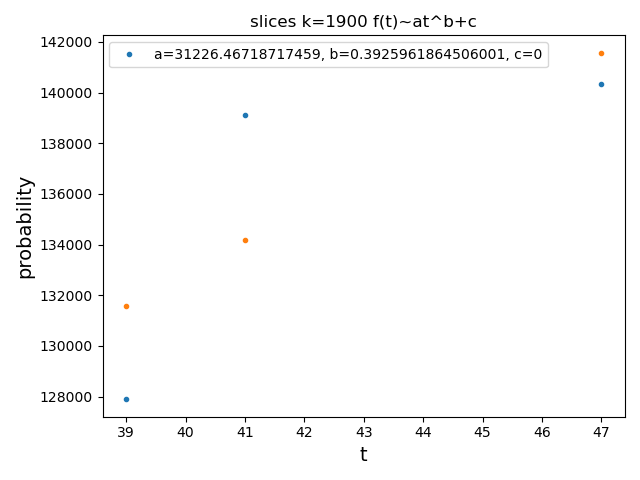 slices k=1900 f(t)~at^b+c
a=31226.46718717459, b=0.3925961864506001, c=0
142000
140000
138000
136000
134000
132000
130000
128000
probability
39 40 41 42 43 44 45 46 47
t